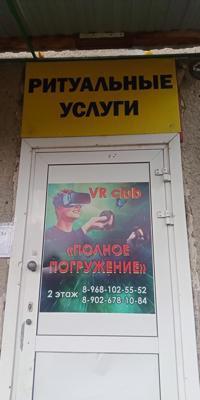 РИТУАЛЬНЫЕ
УСЛУГИ
VR club
«ПОЛНОЕ
ПОГРУЖЕНИЕ»
2 этаж 8-968-102-55-52
8-902-678-10-84